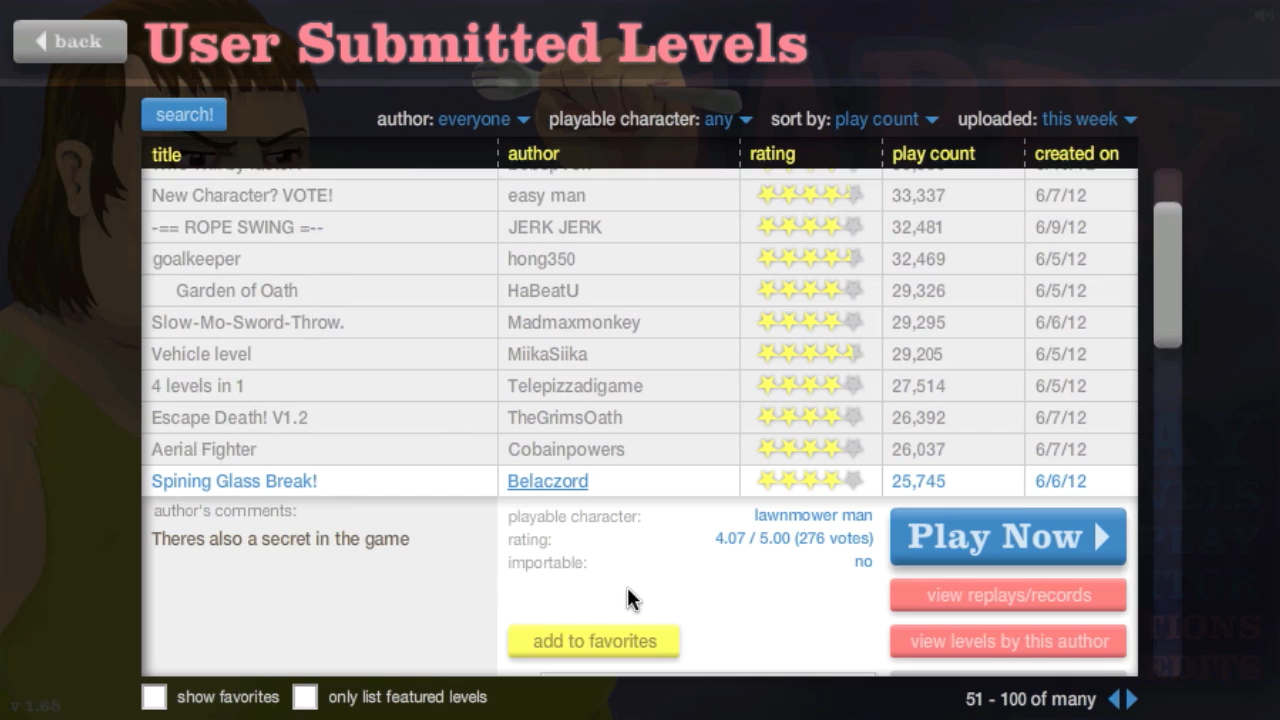 back
User Submitted Levels
search!
author: everyone playable character: any sort by: play count uploaded: this week
title author rating play count created on
New Character? VOTE! easy man 33,337 6/7/12
-== ROPE SWING =-- JERK JERK 32,481 6/9/12
goalkeeper hong350 32,469 6/5/12
Garden of Oath HaBeatU 29,326 6/5/12
Slow-Mo-Sword-Throw. Madmaxmonkey 29,295 6/6/12
Vehicle level MiikaSiika 29,205 6/5/12
4 levels in 1 Telepizzadigame 27,514 6/5/12
Escape Death! V1.2 TheGrimsOath 26,392 6/7/12
Aerial Fighter Cobainpowers 26,037 6/7/12
Spining Glass Break! Belaczord 25,745 6/6/12
author's comments:
Theres also a secret in the game
playable character: lawnmower man
rating: 4.07 / 5.00 (276 votes)
importable: no
add to favorites
Play Now
view replays/records
view levels by this author
show favorites only list featured levels
51 - 100 of many
v 1.65